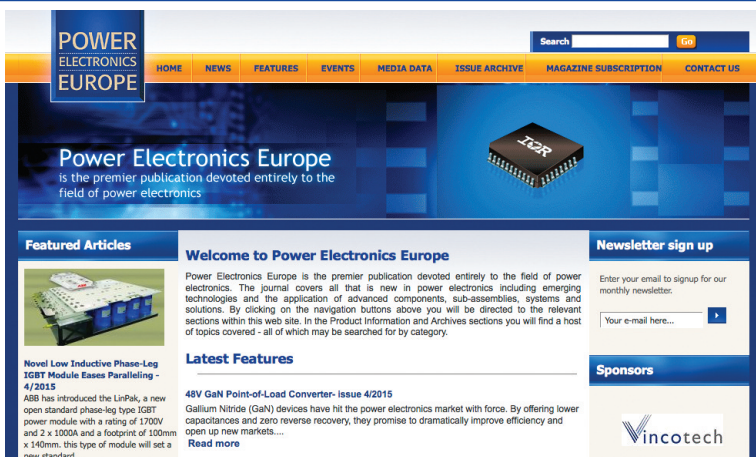 POWER
ELECTRONICS
EUROPE
Search
Go
HOME NEWS FEATURES EVENTS MEDIA DATA ISSUE ARCHIVE MAGAZINE SUBSCRIPTION CONTACT US
Power Electronics Europe
is the premier publication devoted entirely to the
field of power electronics
IOR
Featured Articles
Novel Low Inductive Phase-Leg
IGBT Module Eases Paralleling -
4/2015
ABB has introduced the LinPak, a new
open standard phase-leg type IGBT
power module with a rating of 1700V
and 2 x 1000A and a footprint of 100mm
x 140mm. this type of module will set a
new standard
Welcome to Power Electronics Europe
Power Electronics Europe is the premier publication devoted entirely to the field of power
electronics. The journal covers all that is new in power electronics including emerging
technologies and the application of advanced components, sub-assemblies, systems and
solutions. By clicking on the navigation buttons above you will be directed to the relevant
sections within this web site. In the Product Information and Archives sections you will find a host
of topics covered - all of which may be searched for by category.
Latest Features
48V GaN Point-of-Load Converter- issue 4/2015
Gallium Nitride (GaN) devices have hit the power electronics market with force. By offering lower
capacitances and zero reverse recovery, they promise to dramatically improve efficiency and
open up new markets....
Read more
Newsletter sign up
Enter your email to signup for our
monthly newsletter.
Your e-mail here...
Sponsors
Vincotech